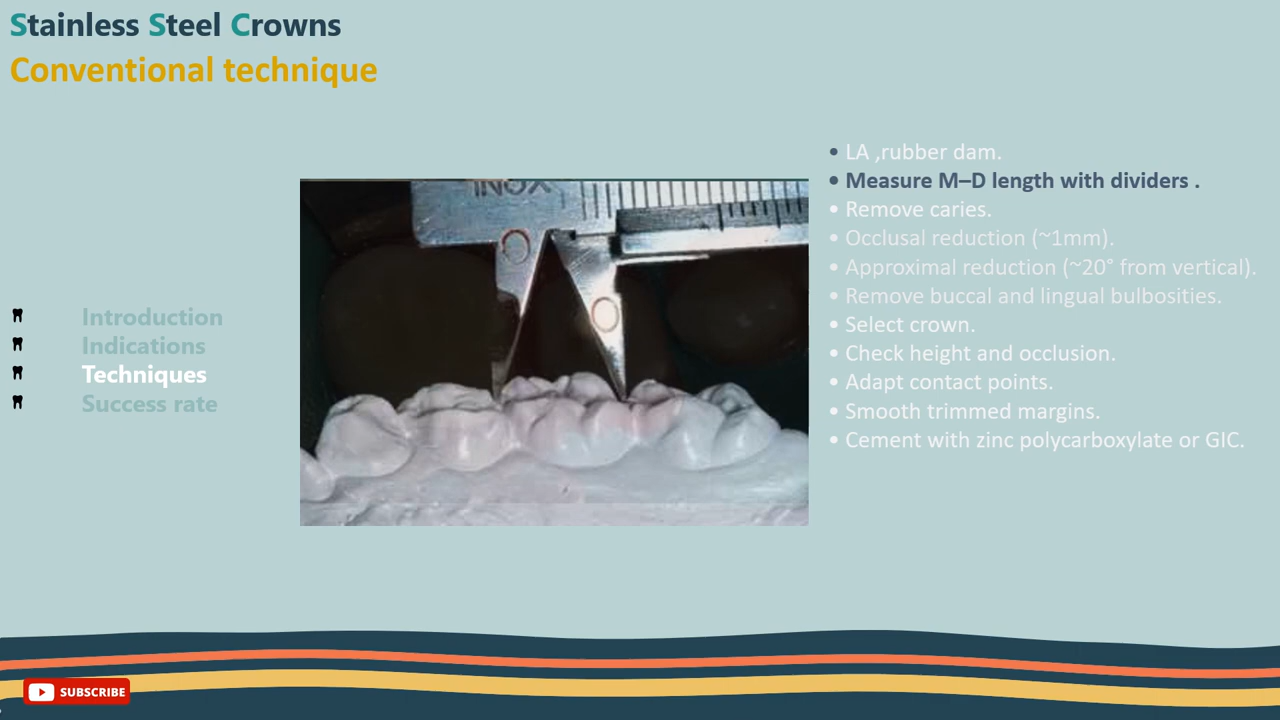 Stainless Steel Crowns
Conventional technique
INOX
Introduction
Indications
Techniques
Success rate
• LA ,rubber dam.
• Measure M–D length with dividers .
• Remove caries.
• Occlusal reduction (~1mm).
• Approximal reduction (~20° from vertical).
• Remove buccal and lingual bulbosities.
• Select crown.
• Check height and occlusion.
• Adapt contact points.
• Smooth trimmed margins.
• Cement with zinc polycarboxylate or GIC.
SUBSCRIBE